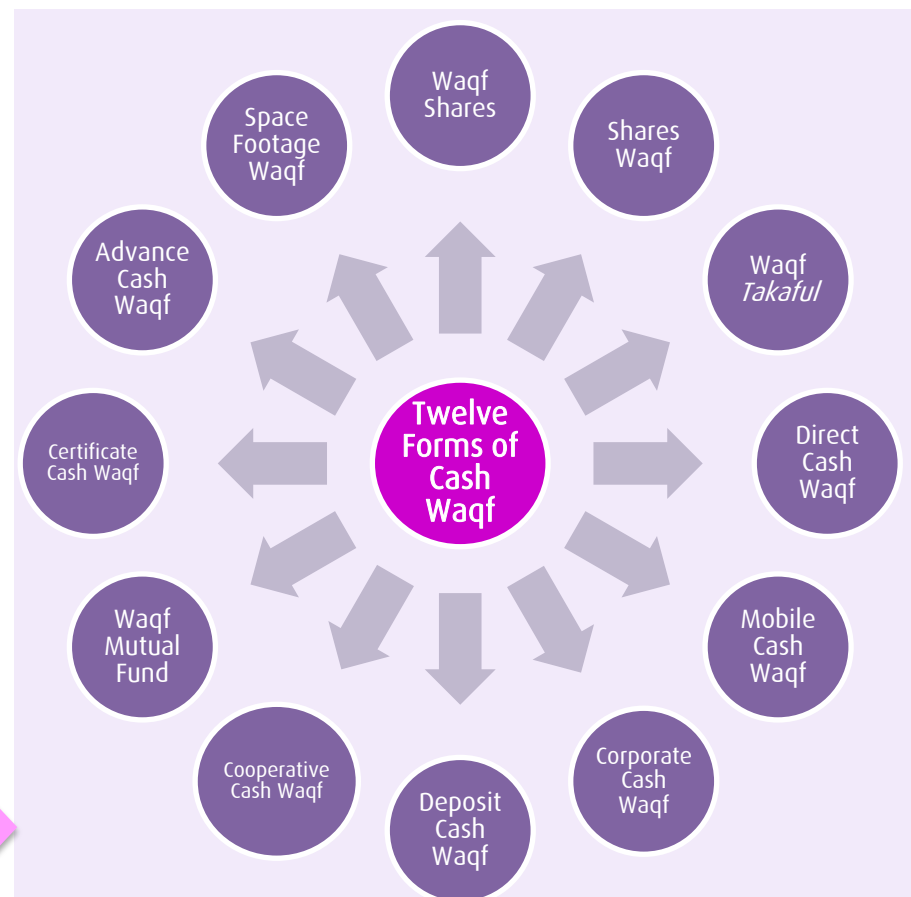 Waqf
Shares
Shares
Waqf
Waqf
Takaful
Direct
Cash
Waqf
Mobile
Cash
Waqf
Corporate
Cash
Waqf
Deposit
Cash
Waqf
Cooperative
Cash Waqf
Waqf
Mutual
Fund
Certificate
Cash Waqf
Advance
Cash
Waqf
Space
Footage
Waqf
Twelve
Forms of
Cash
Waqf